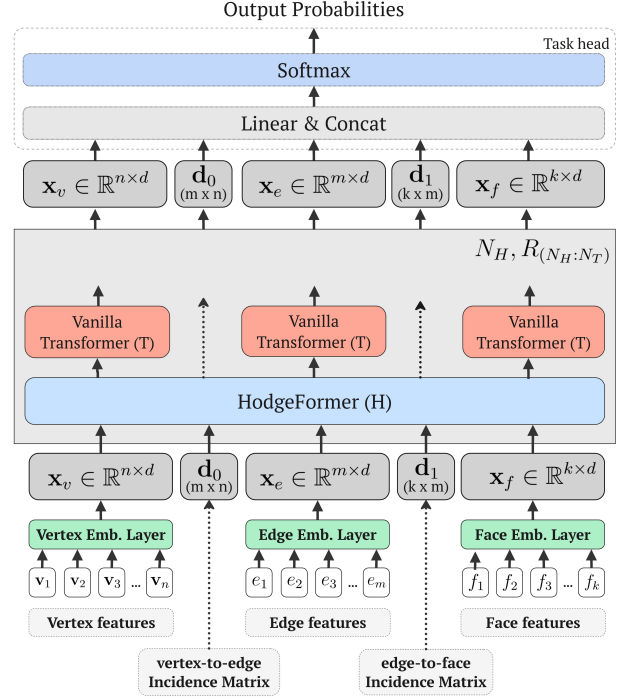 Output Probabilities
Task head
Softmax
Linear & Concat
x_v ∈ ℝ^{n×d}
d_0
(m x n)
x_e ∈ ℝ^{m×d}
d_1
(k x m)
x_f ∈ ℝ^{k×d}
N_H, R_{(N_H:N_T)}
Vanilla
Transformer (T)
Vanilla
Transformer (T)
Vanilla
Transformer (T)
HodgeFormer (H)
x_v ∈ ℝ^{n×d}
d_0
(m x n)
x_e ∈ ℝ^{m×d}
d_1
(k x m)
x_f ∈ ℝ^{k×d}
Vertex Emb. Layer
Edge Emb. Layer
Face Emb. Layer
v_1 v_2 v_3 ... v_n
e_1 e_2 e_3 ... e_m
f_1 f_2 f_3 ... f_k
Vertex features
Edge features
Face features
vertex-to-edge
Incidence Matrix
edge-to-face
Incidence Matrix